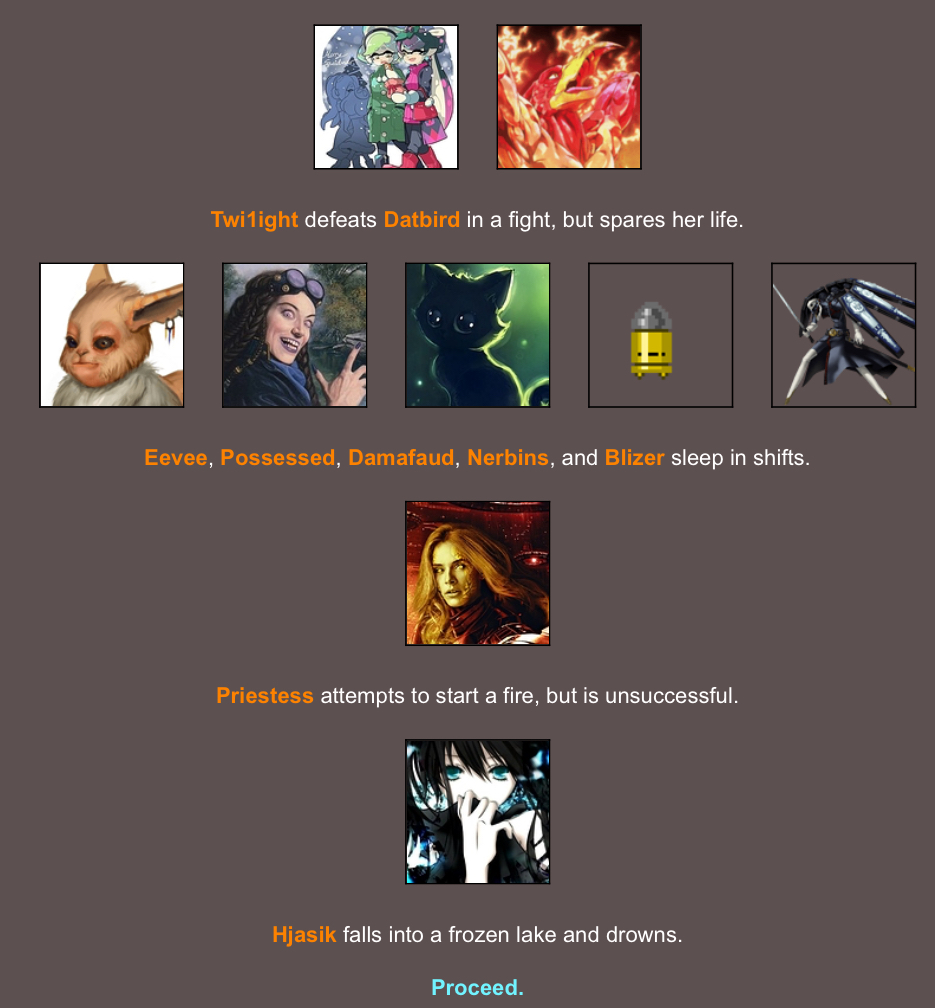 Twi1ight defeats Datbird in a fight, but spares her life.
Eevee, Possessed, Damafaud, Nerbins, and Blizer sleep in shifts.
Priestess attempts to start a fire, but is unsuccessful.
Hjasik falls into a frozen lake and drowns.
Proceed.